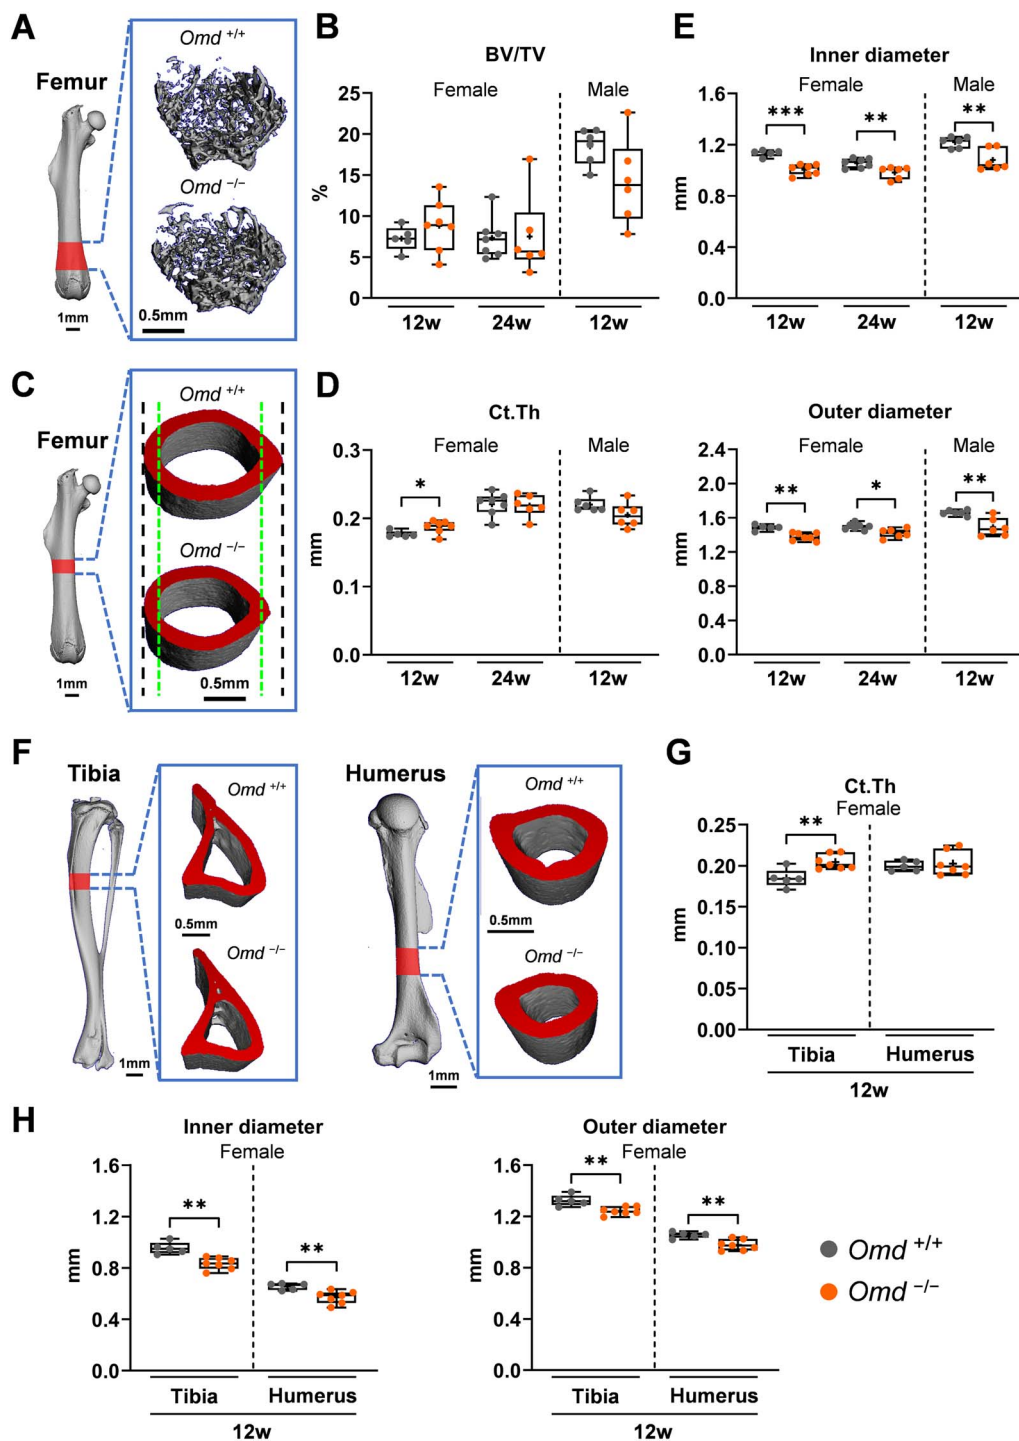 A
Femur
1mm
Omd +/+
Omd −/−
0.5mm
B
BV/TV
Female
Male
%
25
20
15
10
5
0
12w
24w
12w
E
Inner diameter
Female
Male
mm
1.6
1.2
0.8
0.4
0.0
***
**
**
12w
24w
12w
C
Femur
1mm
Omd +/+
Omd −/−
0.5mm
D
Ct.Th
Female
Male
mm
0.3
0.2
0.1
0.0
*
12w
24w
12w
Outer diameter
Female
Male
mm
2.4
2.0
1.6
1.2
0.8
0.4
0.0
**
*
**
12w
24w
12w
F
Tibia
1mm
Omd +/+
0.5mm
Omd −/−
Humerus
1mm
Omd +/+
0.5mm
Omd −/−
G
Ct.Th
Female
mm
0.25
0.20
0.15
0.10
0.05
0.00
**
Tibia
Humerus
12w
H
Inner diameter
Female
mm
1.6
1.2
0.8
0.4
0.0
**
**
Tibia
Humerus
12w
Outer diameter
Female
mm
1.6
1.2
0.8
0.4
0.0
**
**
Tibia
Humerus
12w
Omd +/+
Omd −/−